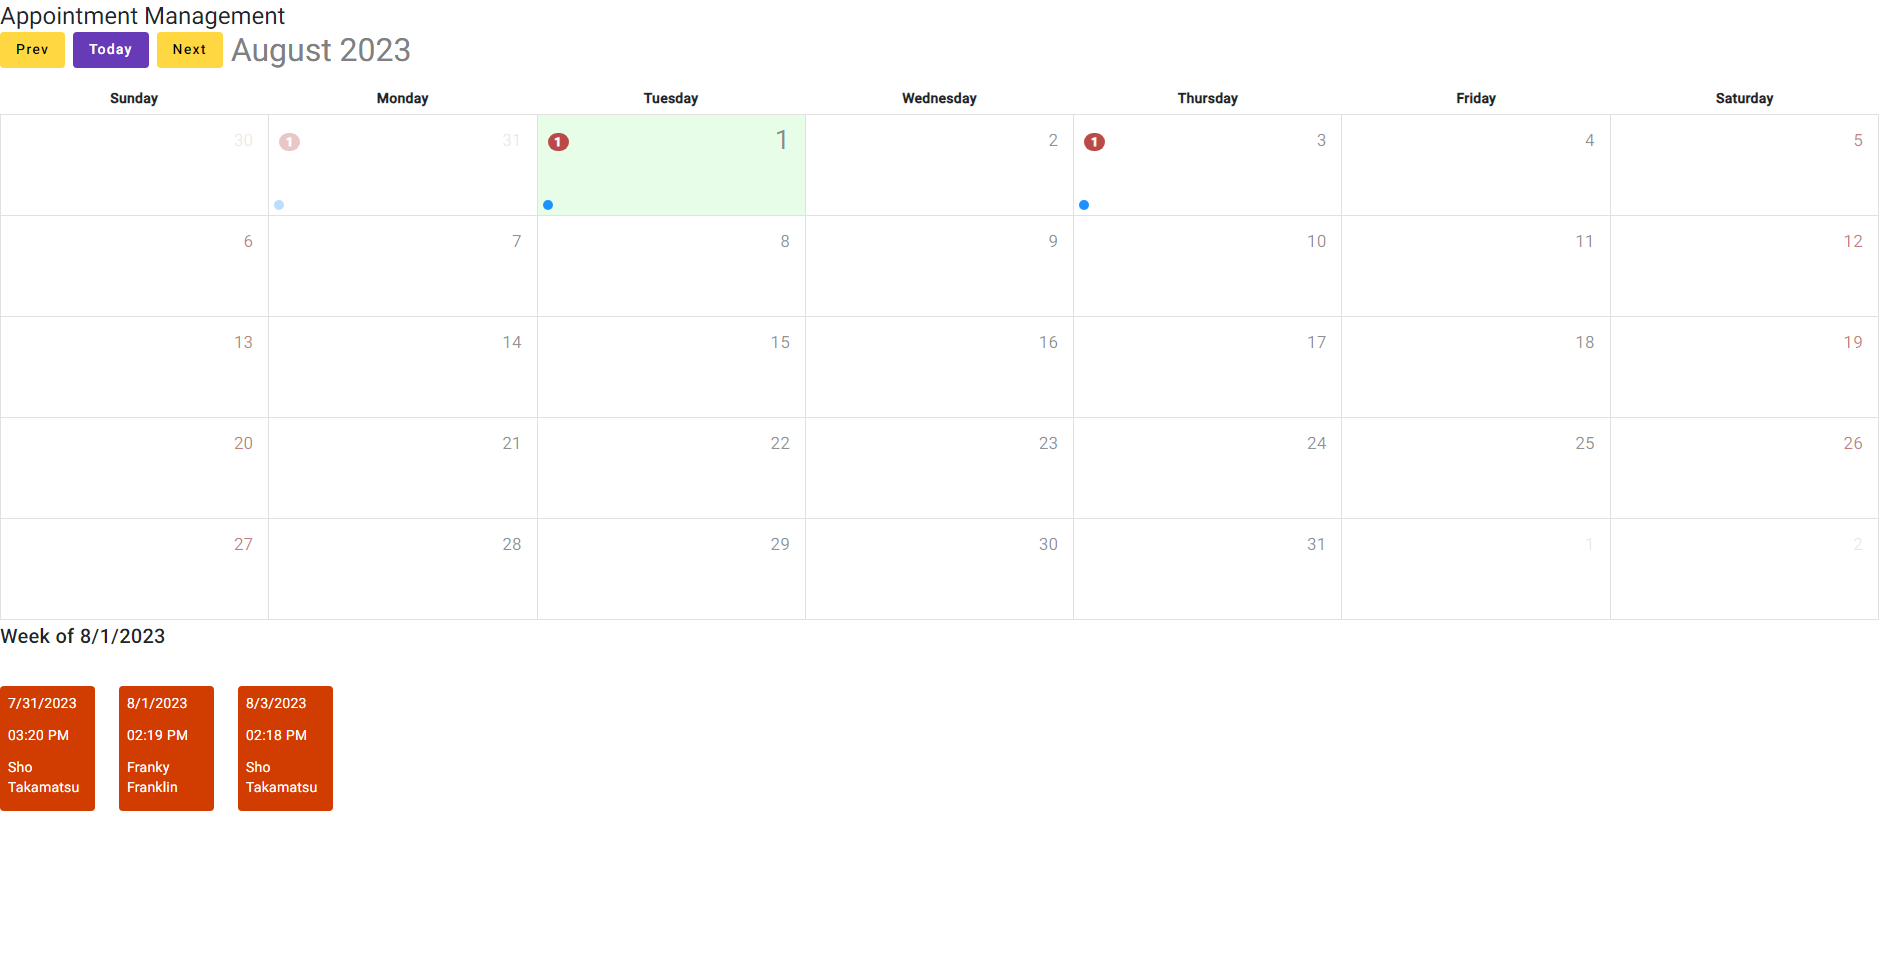 Appointment Management
Prev Today Next August 2023
Sunday Monday Tuesday Wednesday Thursday Friday Saturday
30 1 31 1 1 2 1 3 4 5
6 7 8 9 10 11 12
13 14 15 16 17 18 19
20 21 22 23 24 25 26
27 28 29 30 31 1 2
Week of 8/1/2023
7/31/2023 8/1/2023 8/3/2023
03:20 PM 02:19 PM 02:18 PM
Sho Franky Sho
Takamatsu Franklin Takamatsu